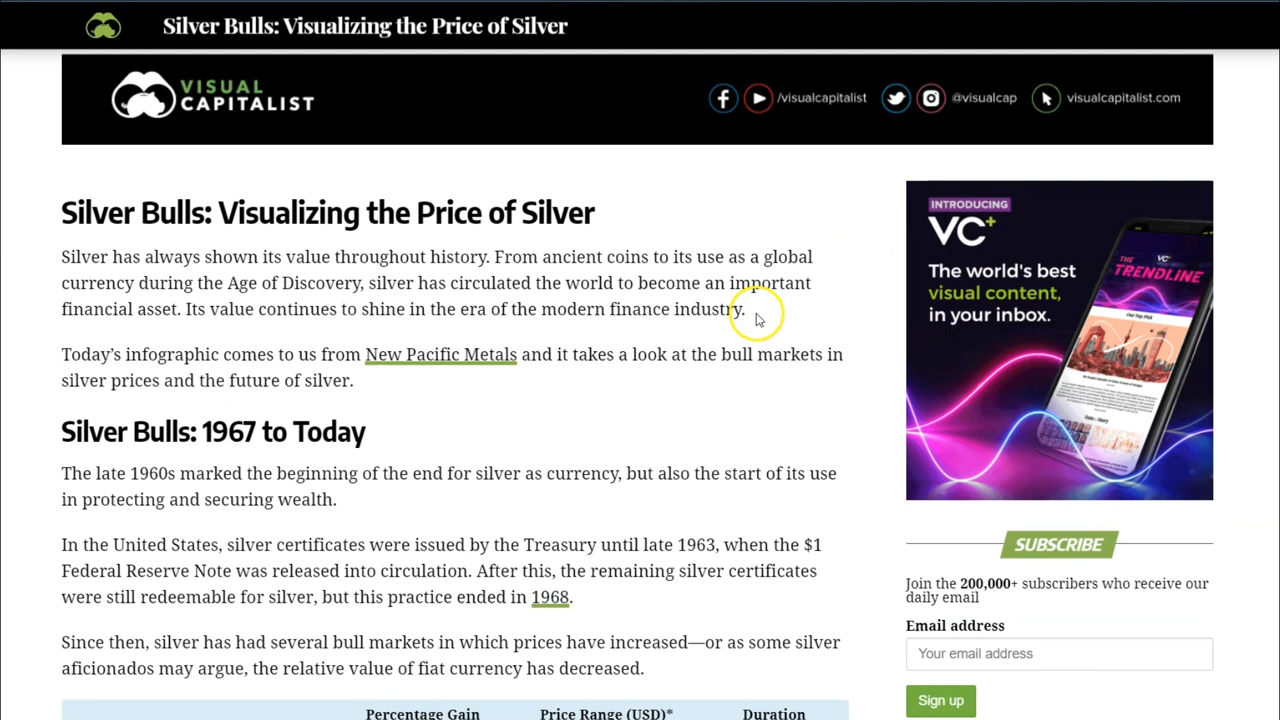 Silver Bulls: Visualizing the Price of Silver
VISUAL
CAPITALIST
/visualcapitalist
@visualcap
visualcapitalist.com
Silver Bulls: Visualizing the Price of Silver
Silver has always shown its value throughout history. From ancient coins to its use as a global
currency during the Age of Discovery, silver has circulated the world to become an important
financial asset. Its value continues to shine in the era of the modern finance industry.
Today’s infographic comes to us from New Pacific Metals and it takes a look at the bull markets in
silver prices and the future of silver.
Silver Bulls: 1967 to Today
The late 1960s marked the beginning of the end for silver as currency, but also the start of its use
in protecting and securing wealth.
In the United States, silver certificates were issued by the Treasury until late 1963, when the $1
Federal Reserve Note was released into circulation. After this, the remaining silver certificates
were still redeemable for silver, but this practice ended in 1968.
Since then, silver has had several bull markets in which prices have increased—or as some silver
aficionados may argue, the relative value of fiat currency has decreased.
Percentage Gain
Price Range (USD)*
Duration
INTRODUCING
VC+
The world's best
visual content,
in your inbox.
VC+
THE
TRENDLINE
Our Top Pick
SUBSCRIBE
Join the 200,000+ subscribers who receive our
daily email
Email address
Your email address
Sign up